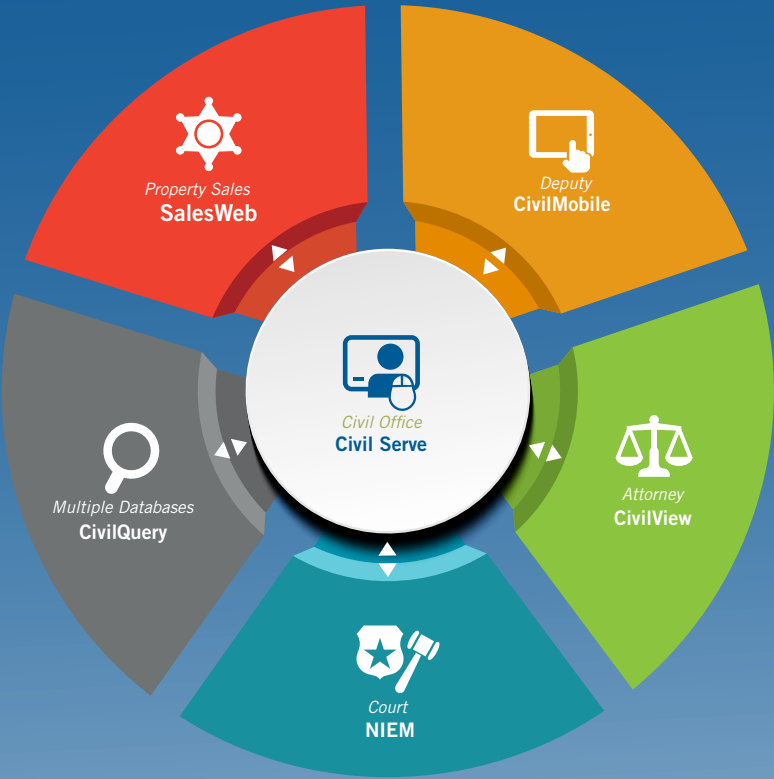 Property Sales
SalesWeb
Deputy
CivilMobile
Civil Office
Civil Serve
Multiple Databases
CivilQuery
Attorney
CivilView
Court
NIEM